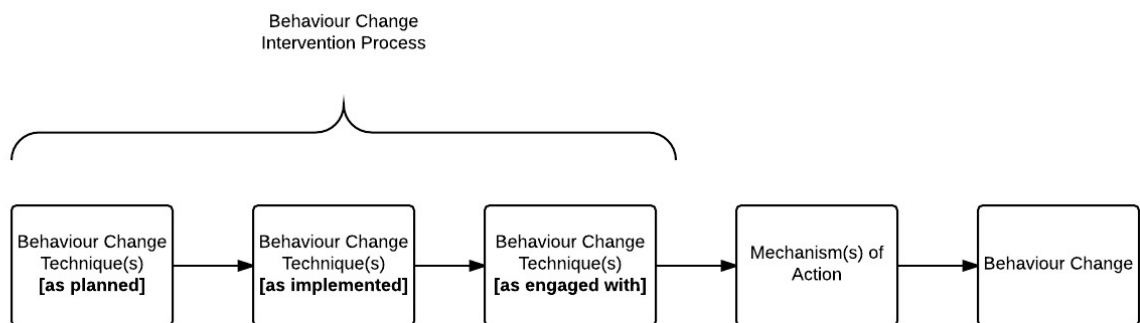 Behaviour Change
Intervention Process
Behaviour Change
Technique(s)
[as planned]
Behaviour Change
Technique(s)
[as implemented]
Behaviour Change
Technique(s)
[as engaged with]
Mechanism(s) of
Action
Behaviour Change